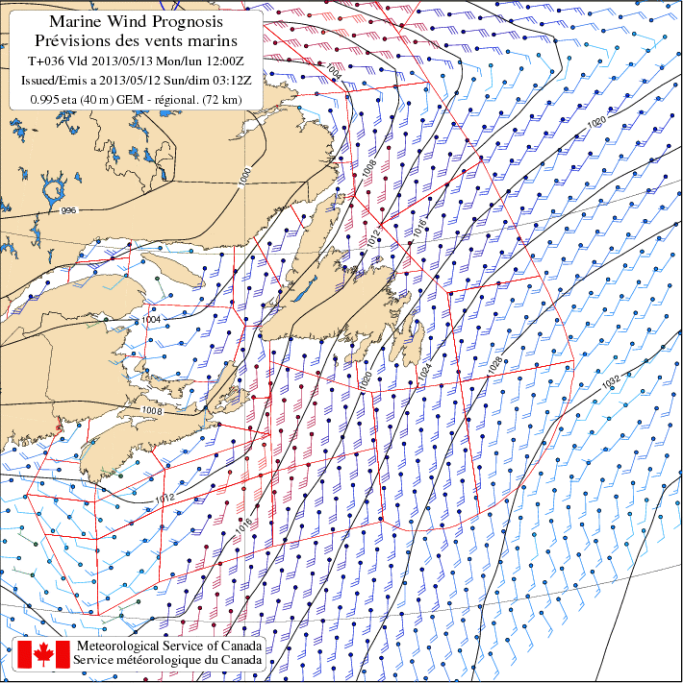 Marine Wind Prognosis
Prévisions des vents marins
T+036 Vld 2013/05/13 Mon/lun 12:00Z
Issued/Emis a 2013/05/12 Sun/dim 03:12Z
0.995 eta (40 m) GEM - régional. (72 km)
1004
1020
1008
1000
996
1016
1012
1004
1028
1020
1024
1032
1008
1012
1016
Meteorological Service of Canada
Service météorologique du Canada